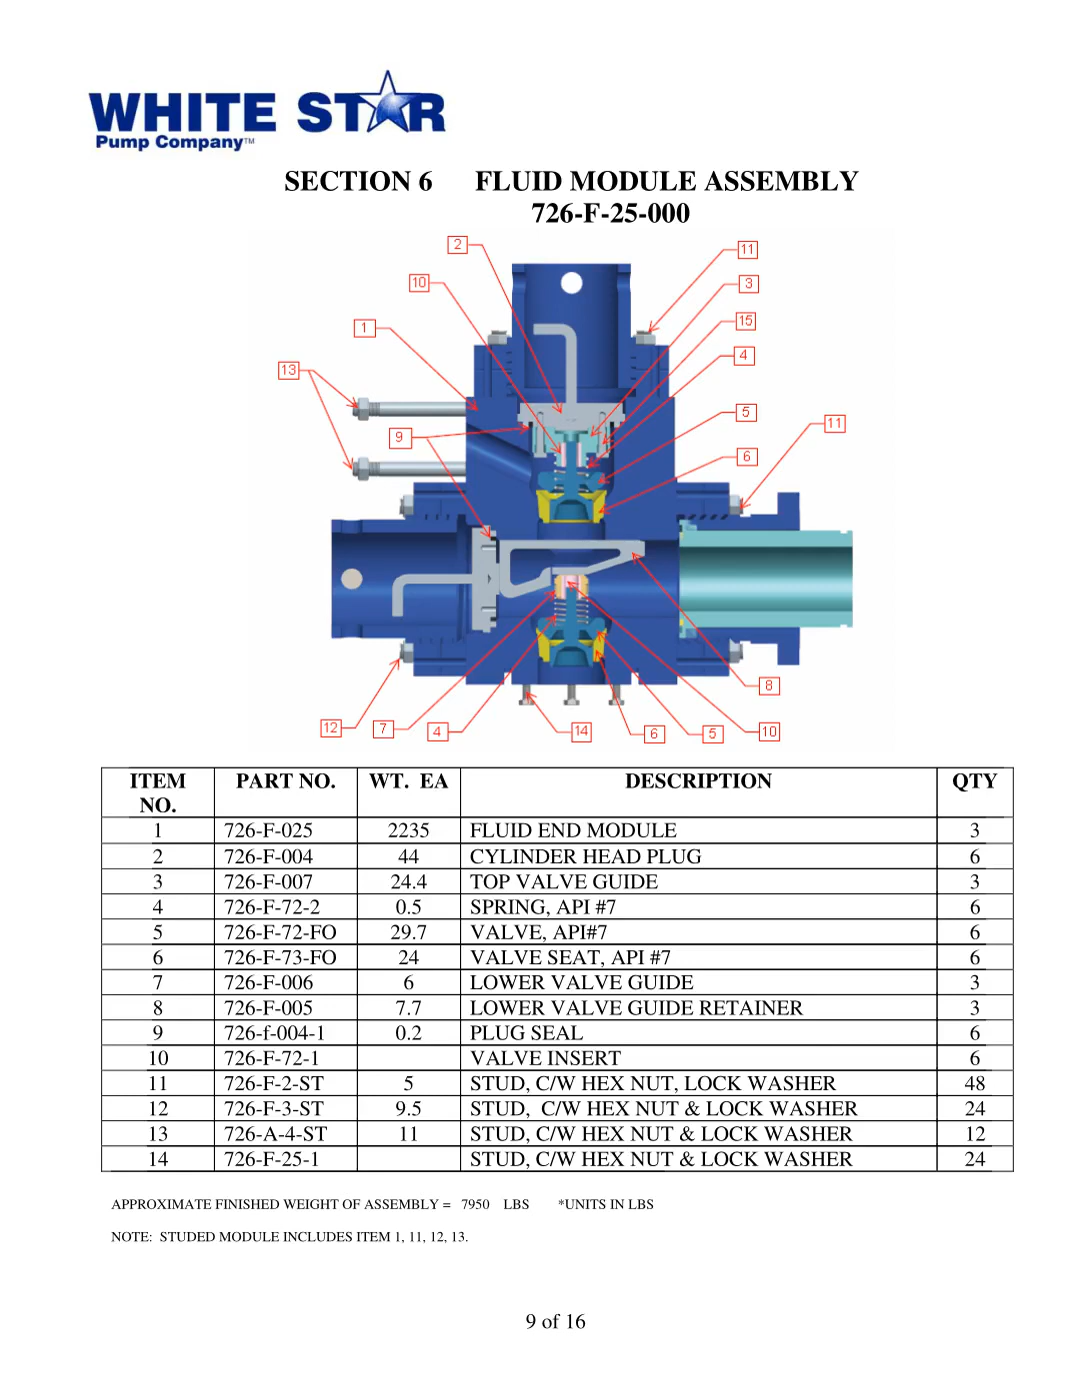 WHITE STAR
Pump Company™
SECTION 6 FLUID MODULE ASSEMBLY
726-F-25-000
2
11
10
3
15
1
4
13
5
11
9
6
8
12
7
4
14
6
5
10
ITEM NO. PART NO. WT. EA DESCRIPTION QTY
1 726-F-025 2235 FLUID END MODULE 3
2 726-F-004 44 CYLINDER HEAD PLUG 6
3 726-F-007 24.4 TOP VALVE GUIDE 3
4 726-F-72-2 0.5 SPRING, API #7 6
5 726-F-72-FO 29.7 VALVE, API#7 6
6 726-F-73-FO 24 VALVE SEAT, API #7 6
7 726-F-006 6 LOWER VALVE GUIDE 3
8 726-F-005 7.7 LOWER VALVE GUIDE RETAINER 3
9 726-f-004-1 0.2 PLUG SEAL 6
10 726-F-72-1 VALVE INSERT 6
11 726-F-2-ST 5 STUD, C/W HEX NUT, LOCK WASHER 48
12 726-F-3-ST 9.5 STUD, C/W HEX NUT & LOCK WASHER 24
13 726-A-4-ST 11 STUD, C/W HEX NUT & LOCK WASHER 12
14 726-F-25-1 STUD, C/W HEX NUT & LOCK WASHER 24
APPROXIMATE FINISHED WEIGHT OF ASSEMBLY = 7950 LBS *UNITS IN LBS
NOTE: STUDED MODULE INCLUDES ITEM 1, 11, 12, 13.
9 of 16